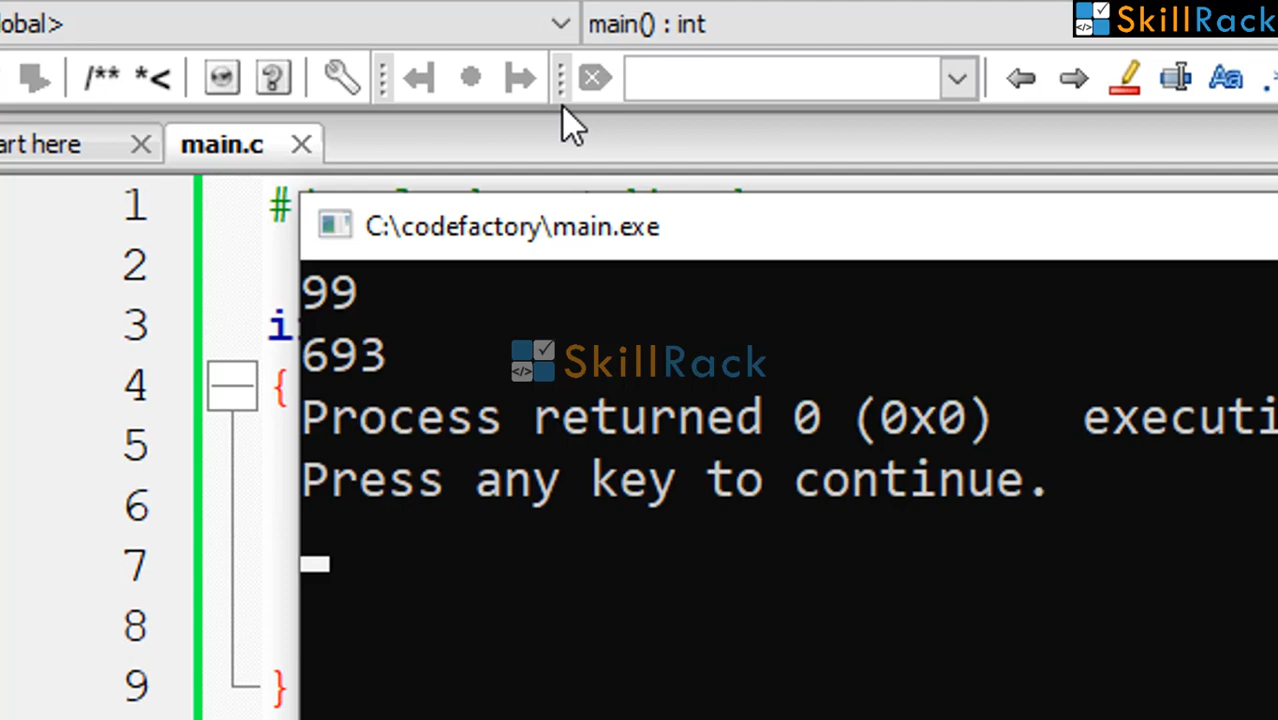 lobal>
main() : int
SkillRack
/** *<
art here
main.c
1
#
C:\codefactory\main.exe
2
99
3
i
693
SkillRack
4
{
Process returned 0 (0x0)   executi
5
Press any key to continue.
6
7
8
9
}